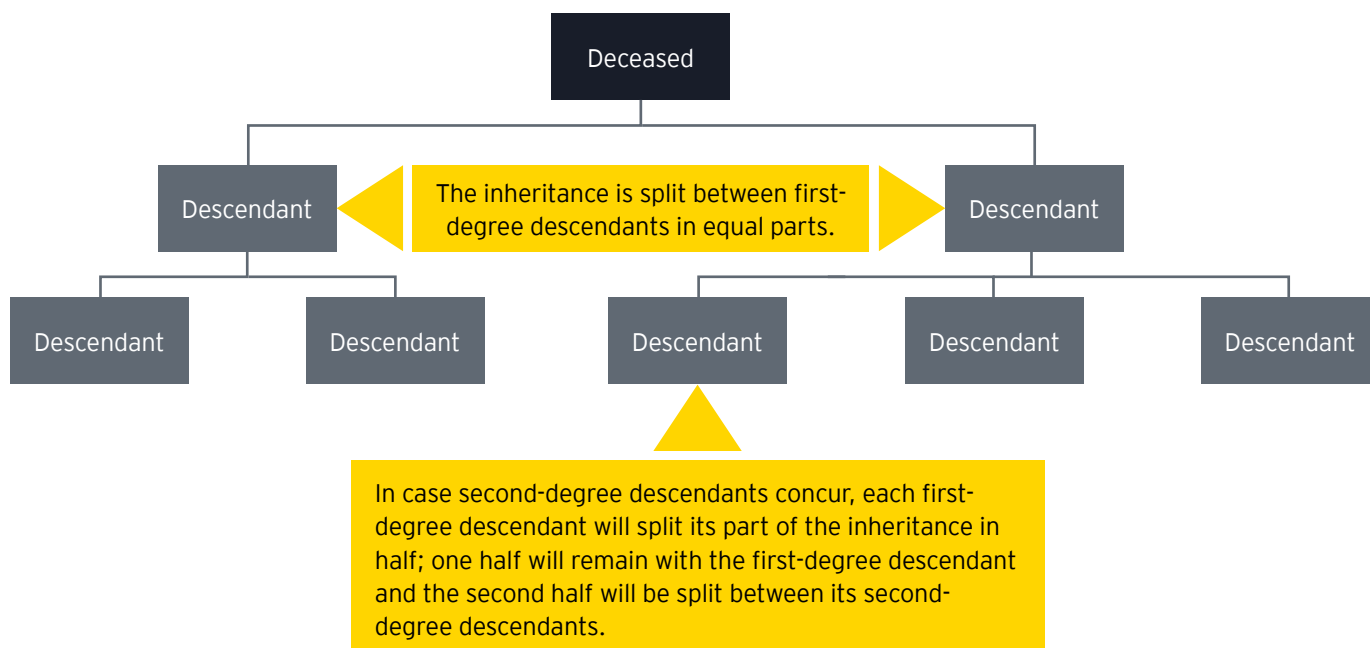 Deceased
Descendant
The inheritance is split between first-
degree descendants in equal parts.
Descendant
Descendant
Descendant
Descendant
Descendant
Descendant
In case second-degree descendants concur, each first-
degree descendant will split its part of the inheritance in
half; one half will remain with the first-degree descendant
and the second half will be split between its second-
degree descendants.